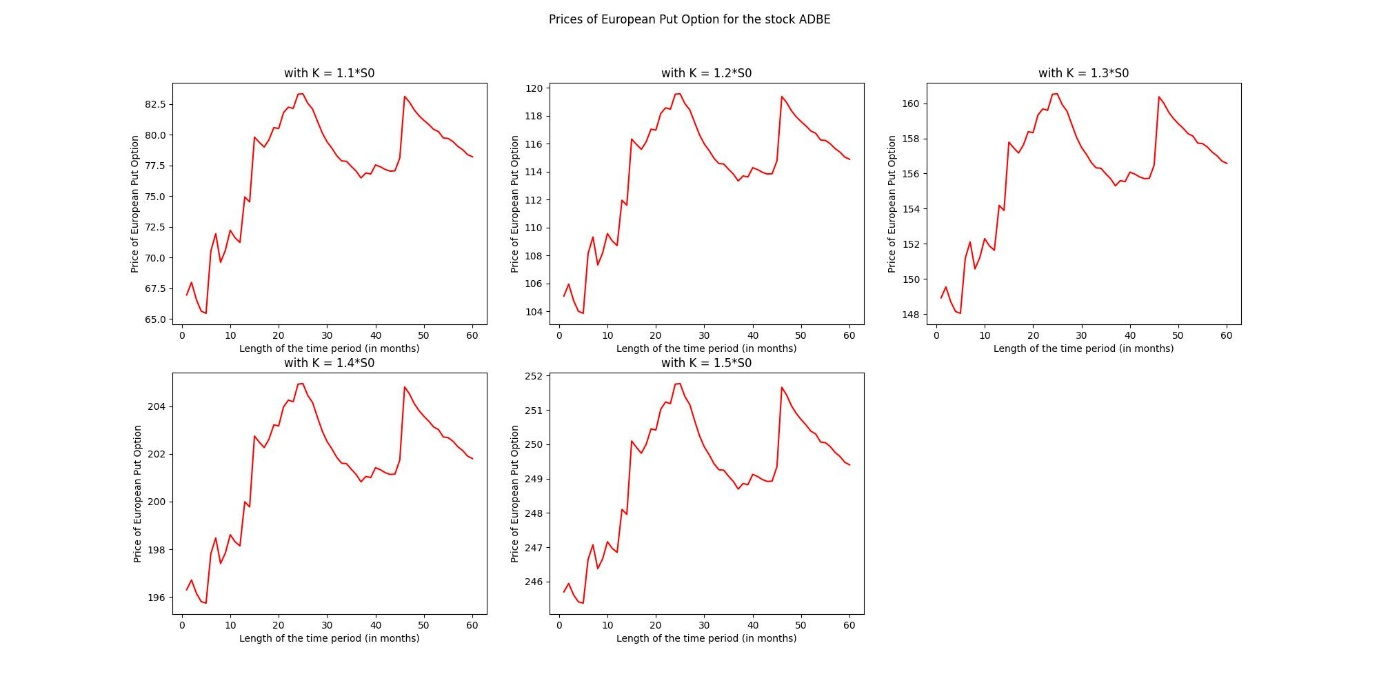 Prices of European Put Option for the stock ADBE
with K = 1.1*S0
Price of European Put Option
82.5
80.0
77.5
75.0
72.5
70.0
67.5
65.0
0 10 20 30 40 50 60
Length of the time period (in months)
with K = 1.2*S0
Price of European Put Option
120
118
116
114
112
110
108
106
104
0 10 20 30 40 50 60
Length of the time period (in months)
with K = 1.3*S0
Price of European Put Option
160
158
156
154
152
150
148
0 10 20 30 40 50 60
Length of the time period (in months)
with K = 1.4*S0
Price of European Put Option
204
202
200
198
196
0 10 20 30 40 50 60
Length of the time period (in months)
with K = 1.5*S0
Price of European Put Option
252
251
250
249
248
247
246
0 10 20 30 40 50 60
Length of the time period (in months)